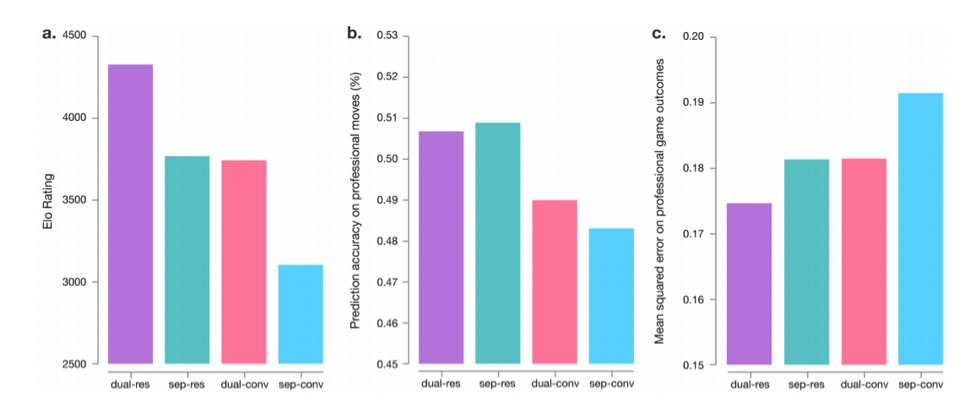 a.
Elo Rating
4500
4000
3500
3000
2500
dual-res sep-res dual-conv sep-conv
b.
Prediction accuracy on professional moves (%)
0.53
0.52
0.51
0.50
0.49
0.48
0.47
0.46
0.45
dual-res sep-res dual-conv sep-conv
c.
Mean squared error on professional game outcomes
0.20
0.19
0.18
0.17
0.16
0.15
dual-res sep-res dual-conv sep-conv